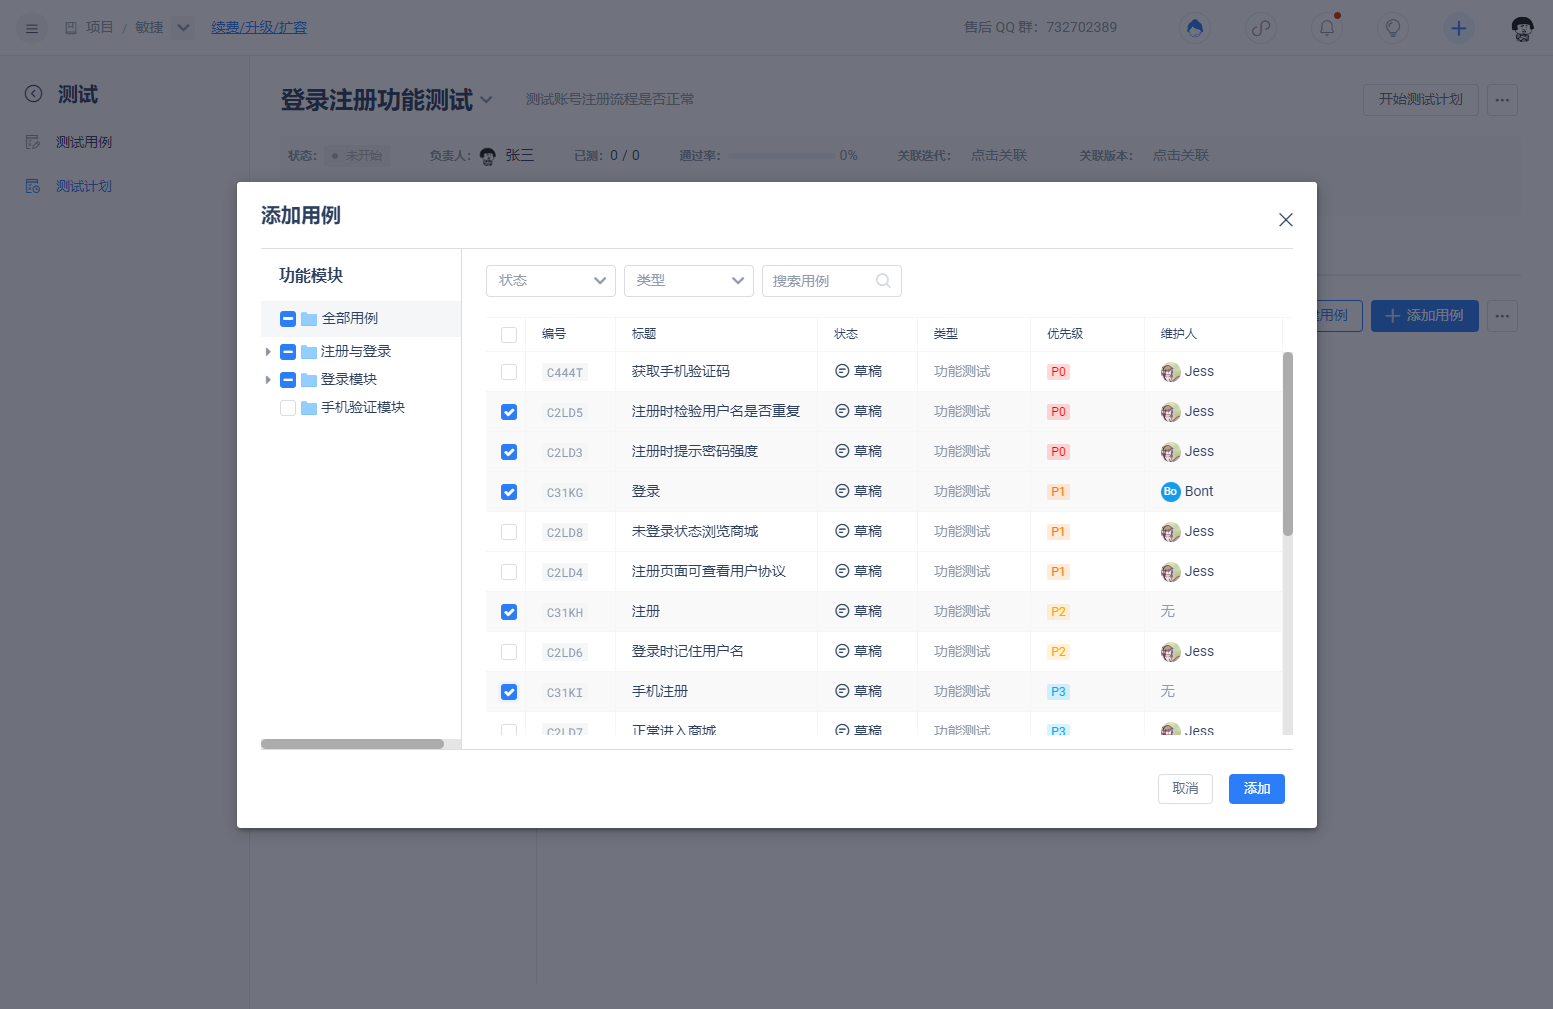 项目 / 敏捷 续费/升级/扩容 售后 QQ 群：732702389
测试
测试用例
测试计划
登录注册功能测试 测试账号注册流程是否正常 开始测试计划
状态： 未开始 负责人： 张三 已测：0 / 0 通过率： 0% 关联迭代： 点击关联 关联版本： 点击关联
用例 添加用例
添加用例
功能模块
全部用例
注册与登录
登录模块
手机验证模块
状态 类型 搜索用例
编号 标题 状态 类型 优先级 维护人
C444T 获取手机验证码 草稿 功能测试 P0 Jess
C2LD5 注册时检验用户名是否重复 草稿 功能测试 P0 Jess
C2LD3 注册时提示密码强度 草稿 功能测试 P0 Jess
C31KG 登录 草稿 功能测试 P1 Bo Bont
C2LD8 未登录状态浏览商城 草稿 功能测试 P1 Jess
C2LD4 注册页面可查看用户协议 草稿 功能测试 P1 Jess
C31KH 注册 草稿 功能测试 P2 无
C2LD6 登录时记住用户名 草稿 功能测试 P2 Jess
C31KI 手机注册 草稿 功能测试 P3 无
C2LD7 正常进入商城 草稿 功能测试 P3 Jess
取消 添加